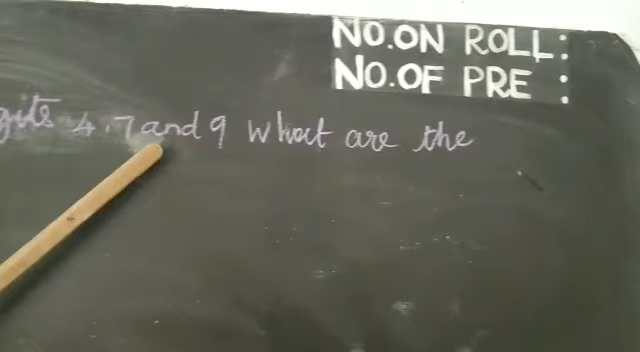 NO.ON ROLL:
NO.OF PRE :
gits 4,7 and 9 What are the